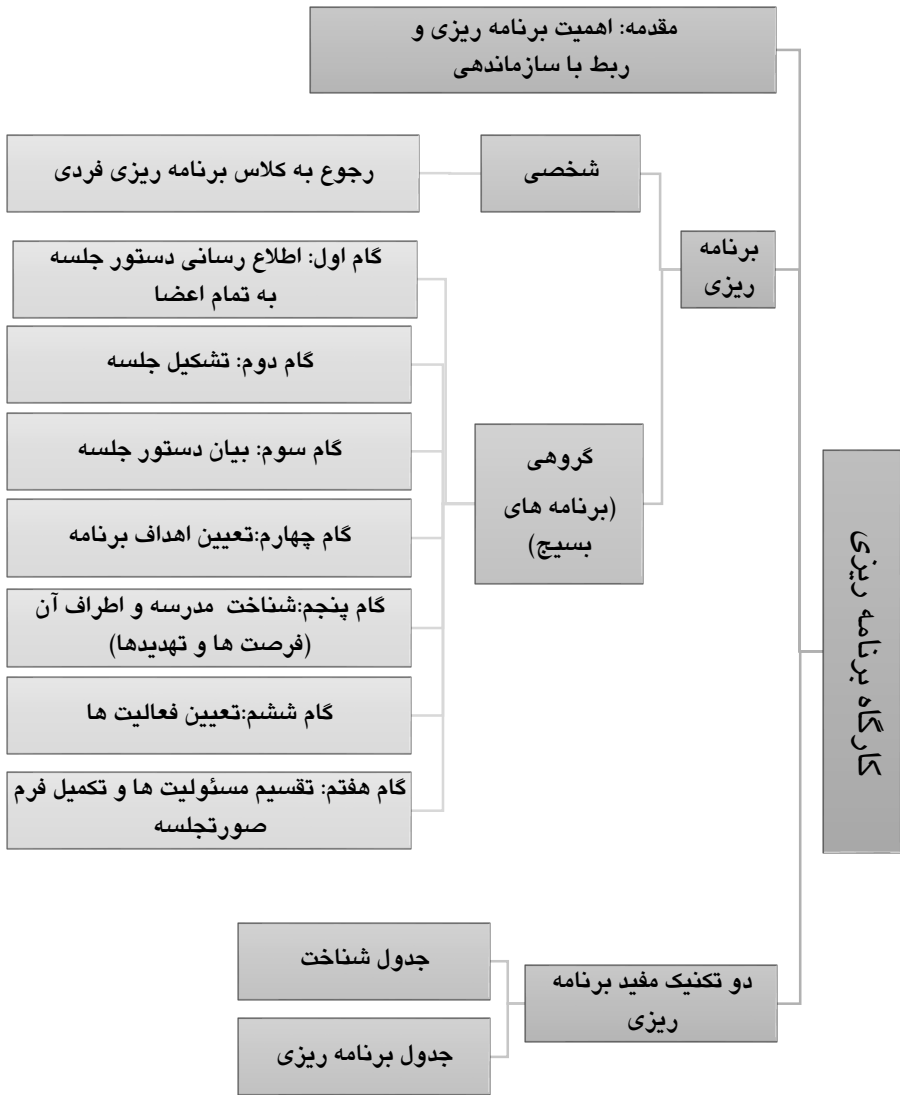 کارگاه برنامه ریزی
مقدمه: اهمیت برنامه ریزی و
ربط با سازماندهی
برنامه
ریزی
شخصی
رجوع به کلاس برنامه ریزی فردی
گروهی
(برنامه های
بسیج)
گام اول: اطلاع رسانی دستور جلسه
به تمام اعضا
گام دوم: تشکیل جلسه
گام سوم: بیان دستور جلسه
گام چهارم:تعیین اهداف برنامه
گام پنجم:شناخت مدرسه و اطراف آن
(فرصت ها و تهدیدها)
گام ششم:تعیین فعالیت ها
گام هفتم: تقسیم مسئولیت ها و تکمیل فرم
صورتجلسه
دو تکنیک مفید برنامه
ریزی
جدول شناخت
جدول برنامه ریزی